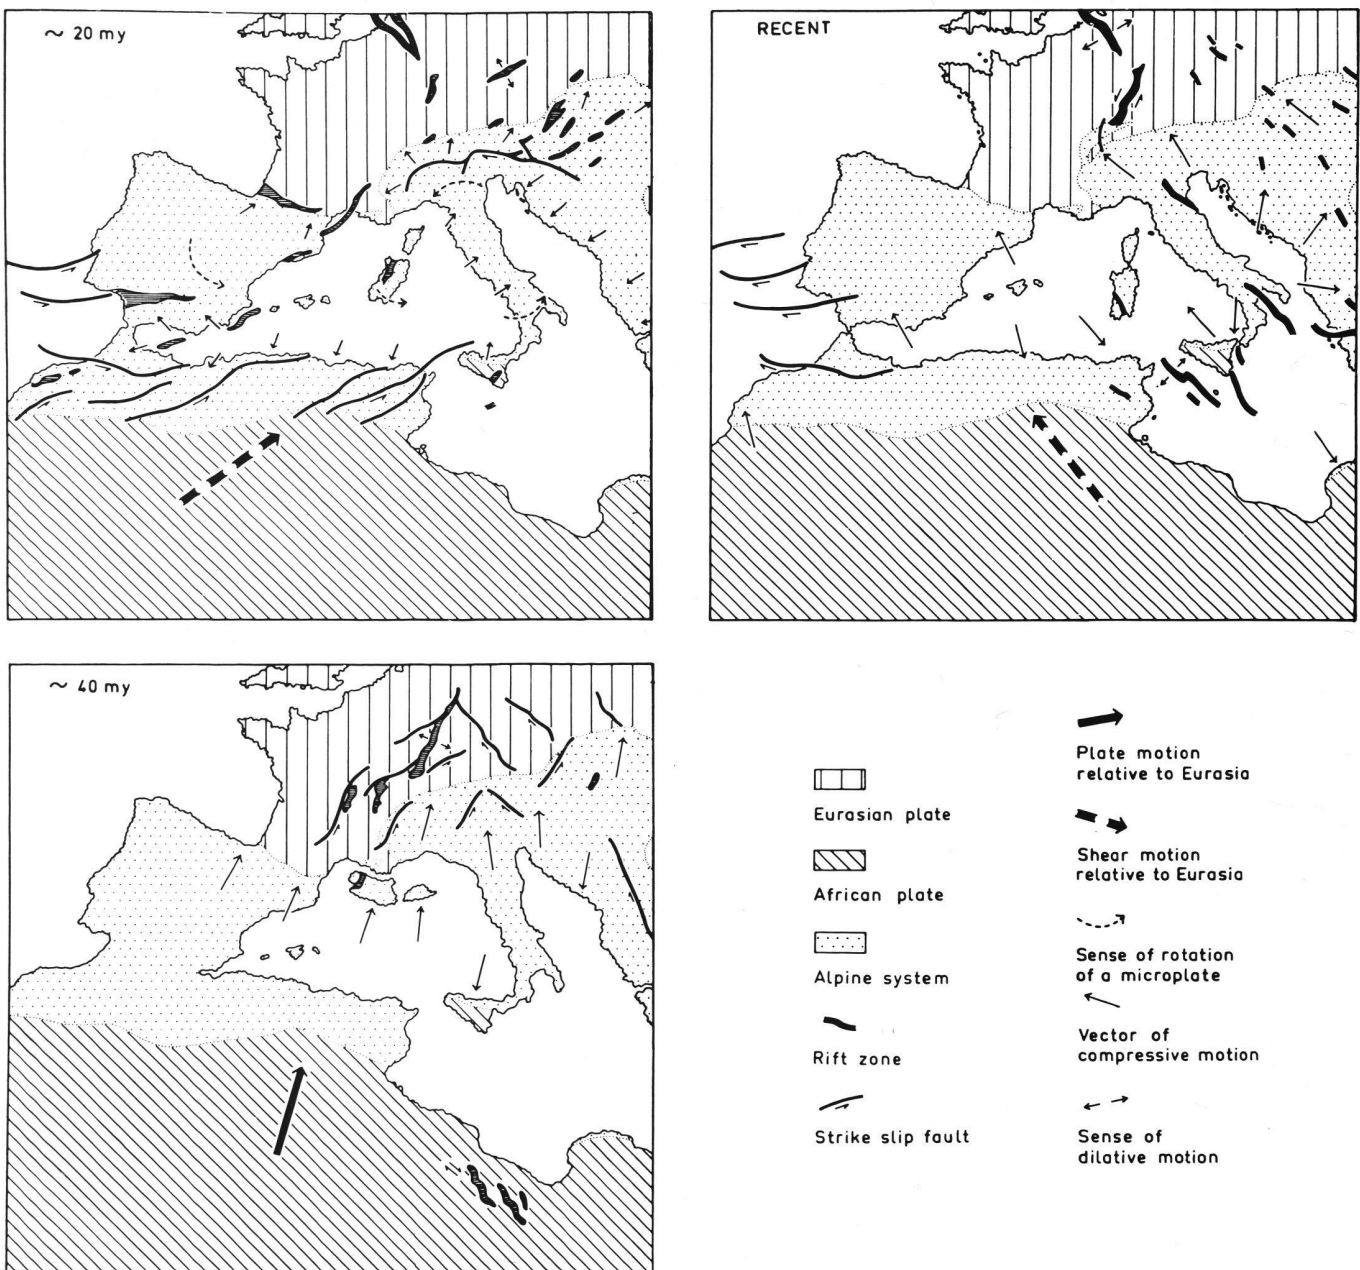 ~ 20 my
RECENT
~ 40 my
Eurasian plate
African plate
Alpine system
Rift zone
Strike slip fault
Plate motion
relative to Eurasia
Shear motion
relative to Eurasia
Sense of rotation
of a microplate
Vector of
compressive motion
Sense of
dilative motion